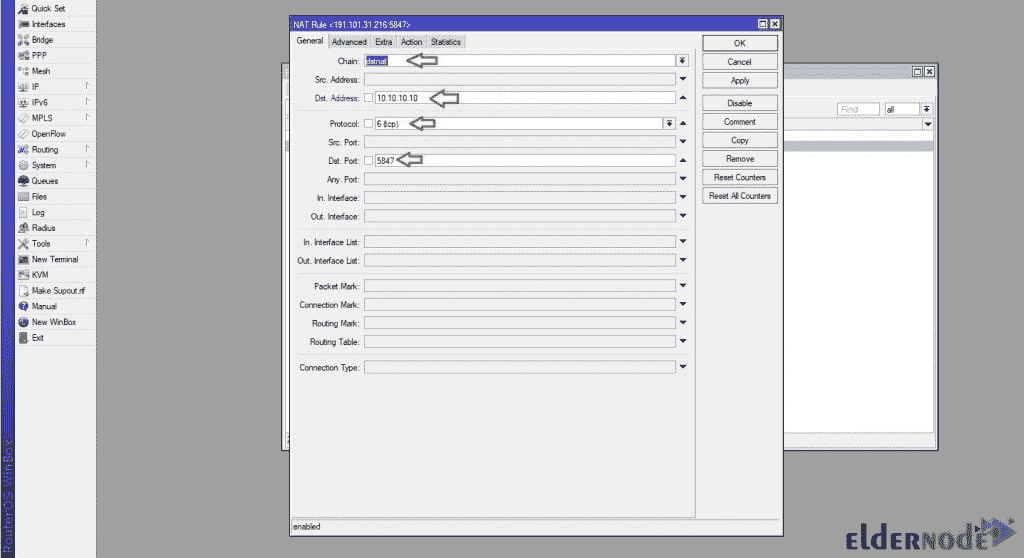 Quick Set
Interfaces
Bridge
PPP
Mesh
IP
IPv6
MPLS
OpenFlow
Routing
System
Queues
Files
Log
Radius
Tools
New Terminal
KVM
Make Supout.rif
Manual
New WinBox
Exit
RouterOS WinBox
NAT Rule <191.101.31.216:5847>
General Advanced Extra Action Statistics
Chain: dstnat
Src. Address:
Dst. Address: 10.10.10.10
Protocol: 6 (tcp)
Src. Port:
Dst. Port: 5847
Any. Port:
In. Interface:
Out. Interface:
In. Interface List:
Out. Interface List:
Packet Mark:
Connection Mark:
Routing Mark:
Routing Table:
Connection Type:
enabled
OK
Cancel
Apply
Disable
Comment
Copy
Remove
Reset Counters
Reset All Counters
Find
all
ELDERNODE